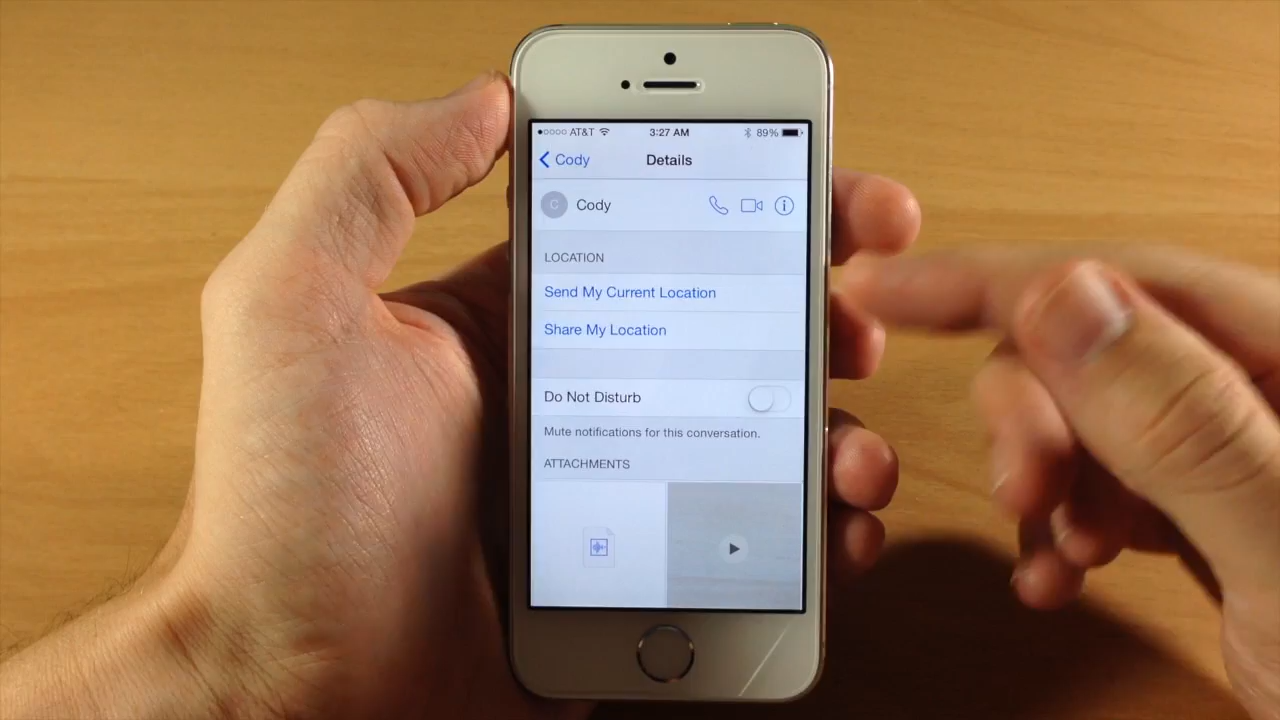 AT&T 3:27 AM 89%
Cody Details
C Cody
LOCATION
Send My Current Location
Share My Location
Do Not Disturb
Mute notifications for this conversation.
ATTACHMENTS